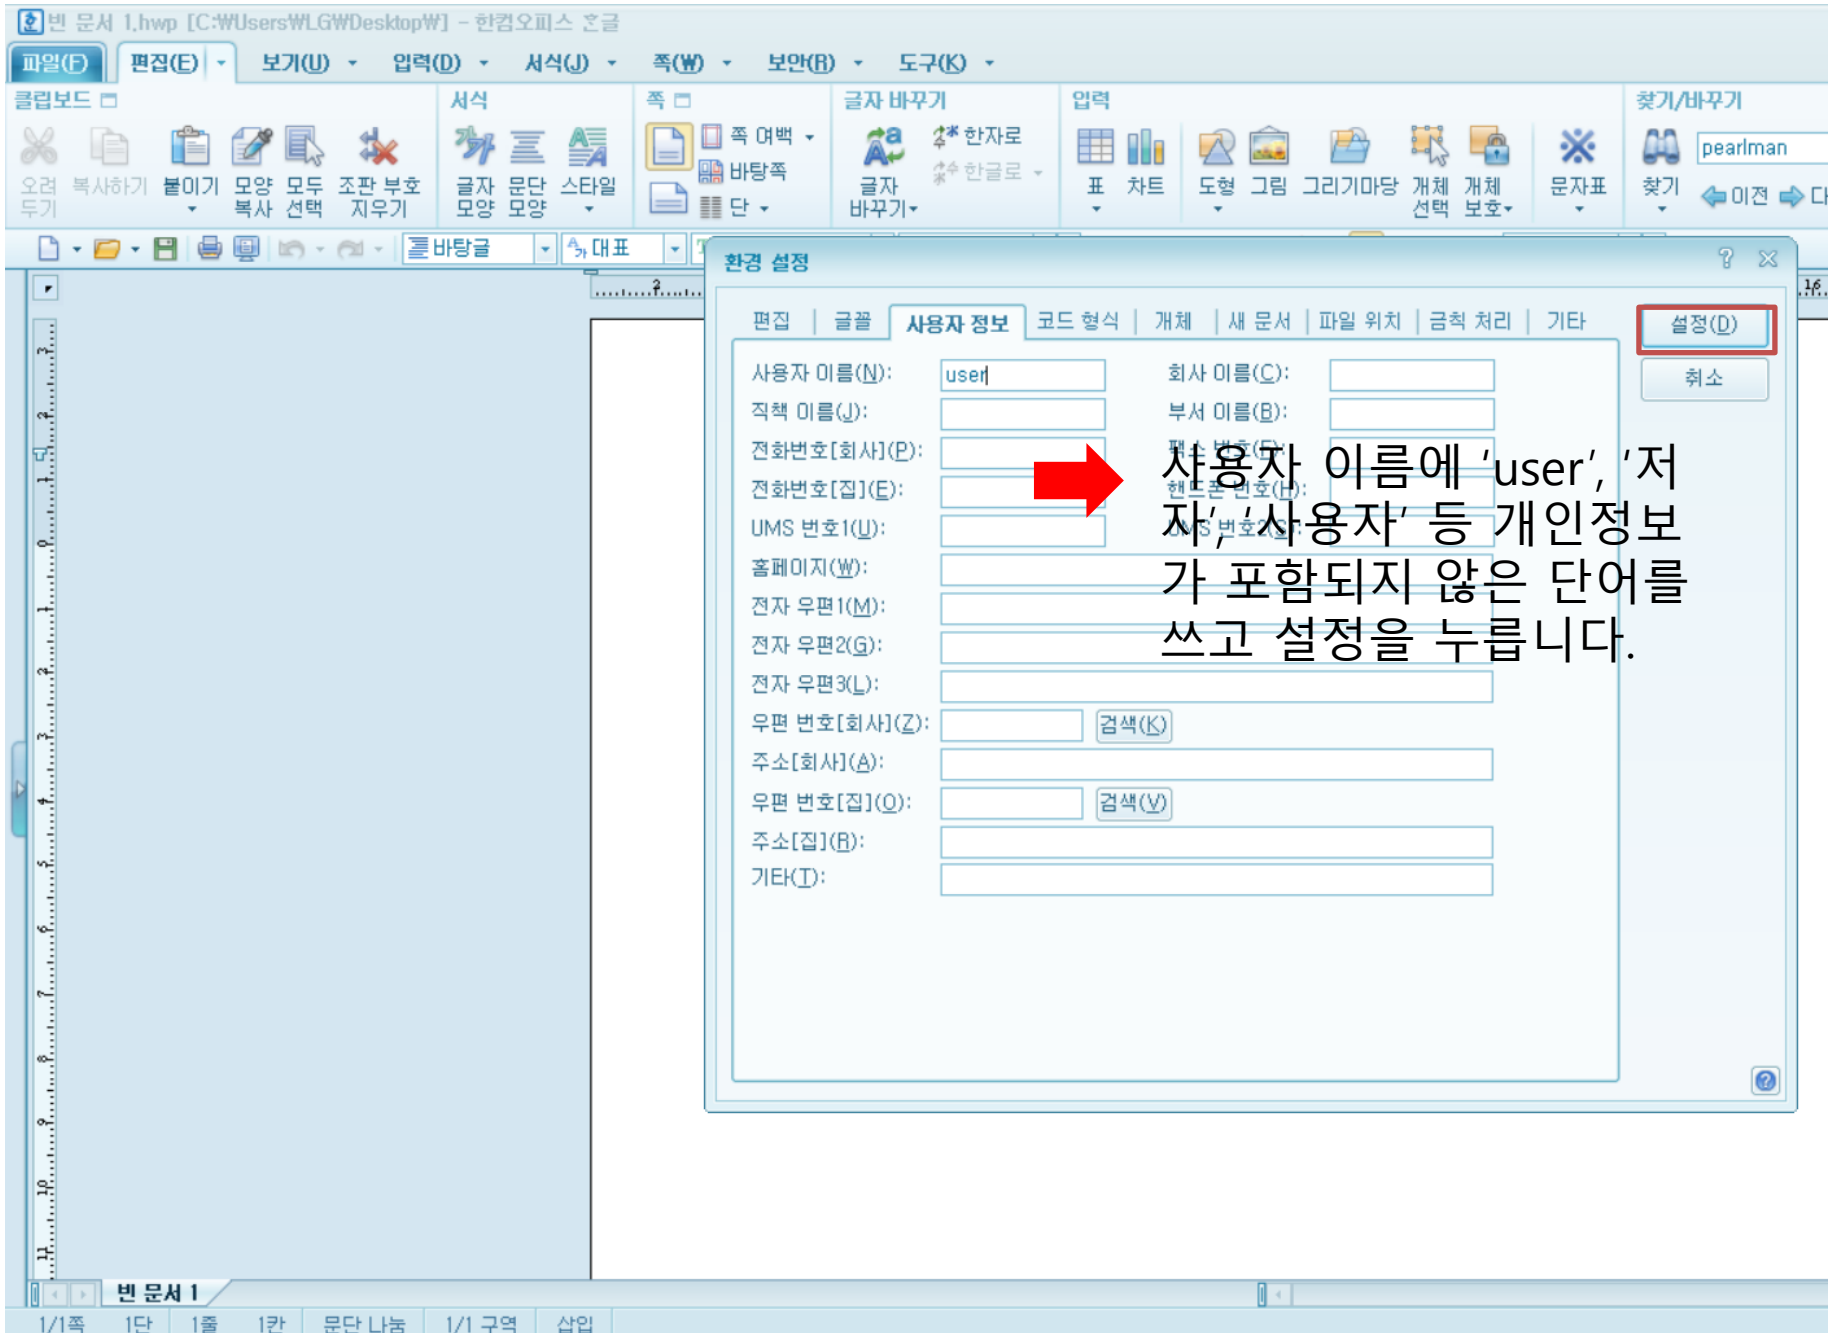 빈 문서 1.hwp [C:\Users\LG\Desktop\] - 한컴오피스 한글
파일(F) 편집(E) 보기(U) 입력(D) 서식(J) 쪽(W) 보안(R) 도구(K)
클립보드 서식 쪽 글자 바꾸기 입력 찾기/바꾸기
오려 두기 복사하기 붙이기 모양 복사 모두 선택 조판 부호 지우기 글자 모양 문단 모양 스타일 쪽 여백 바탕쪽 단 글자 바꾸기 한자로 한글로 표 차트 도형 그림 그리기마당 개체 선택 개체 보호 문자표 찾기 pearlman 이전
바탕글 대표
환경 설정
편집 글꼴 사용자 정보 코드 형식 개체 새 문서 파일 위치 금칙 처리 기타 설정(D)
취소
사용자 이름(N): user 회사 이름(C):
직책 이름(J): 부서 이름(B):
전화번호[회사](P): 팩스 번호(F):
전화번호[집](E): 핸드폰 번호(H):
UMS 번호1(U): UMS 번호2(S):
홈페이지(W):
전자 우편1(M):
전자 우편2(G):
전자 우편3(L):
우편 번호[회사](Z): 검색(K)
주소[회사](A):
우편 번호[집](O): 검색(V)
주소[집](R):
기타(T):
사용자 이름에 'user', '저
자', '사용자' 등 개인정보
가 포함되지 않은 단어를
쓰고 설정을 누릅니다.
빈 문서 1
1/1쪽 1단 1줄 1칸 문단 나눔 1/1 구역 삽입